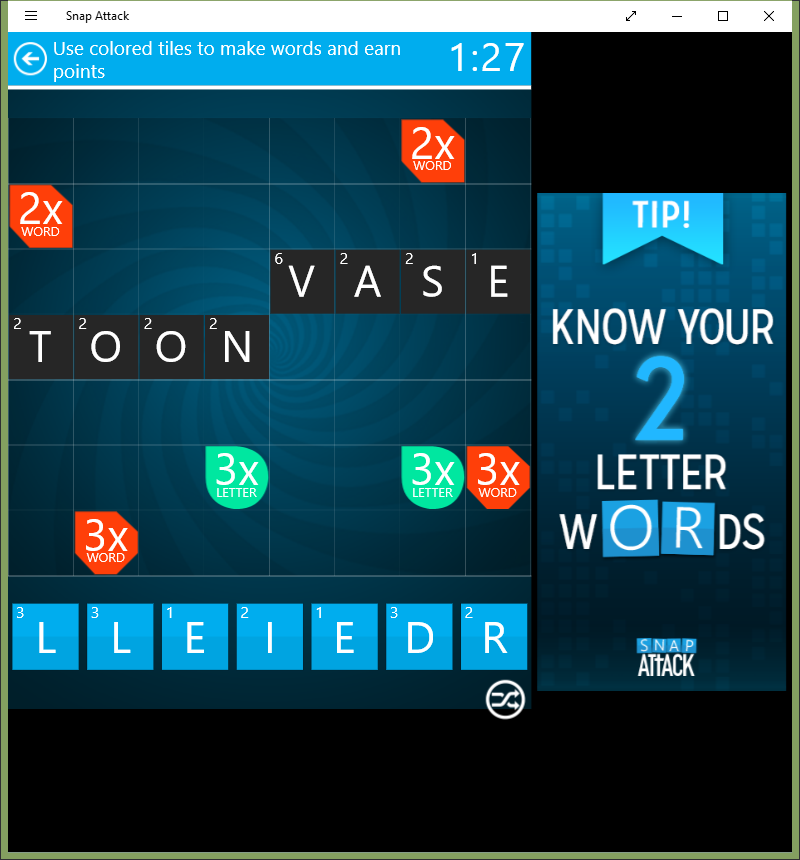 Snap Attack
Use colored tiles to make words and earn
points
1:27
2x
WORD
2x
WORD
6 V 2 A 2 S 1 E
2 T 2 O 2 O 2 N
3x
LETTER
3x
LETTER
3x
WORD
3x
WORD
3 L 3 L 1 E 2 I 1 E 3 D 2 R
TIP!
KNOW YOUR
2
LETTER
WORDS
SNAP
ATTACK